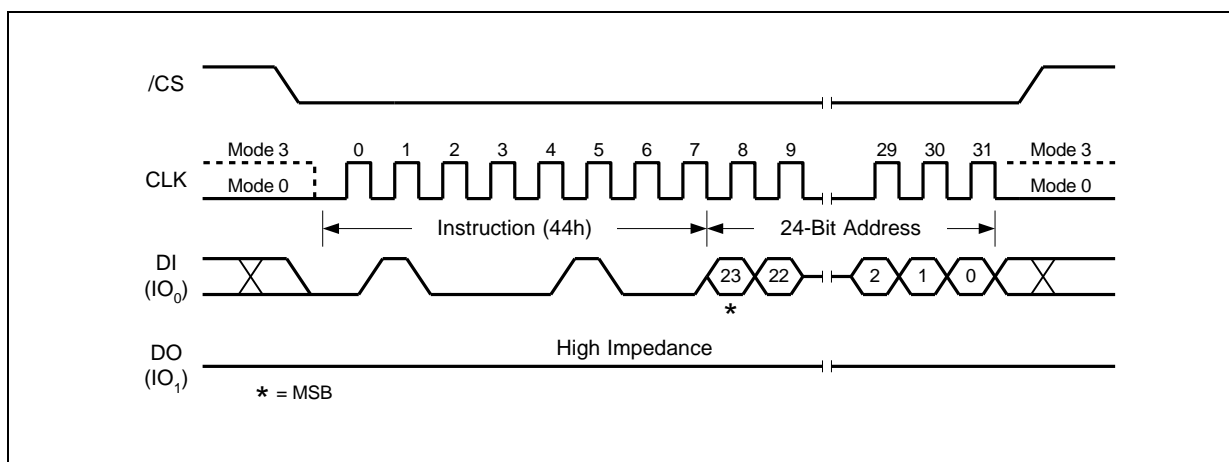 /CS
Mode 3
0 1 2 3 4 5 6 7 8 9 29 30 31
Mode 3
CLK
Mode 0
Mode 0
Instruction (44h)
24-Bit Address
DI
(IO0)
23 22 2 1 0
*
DO
(IO1)
High Impedance
* = MSB